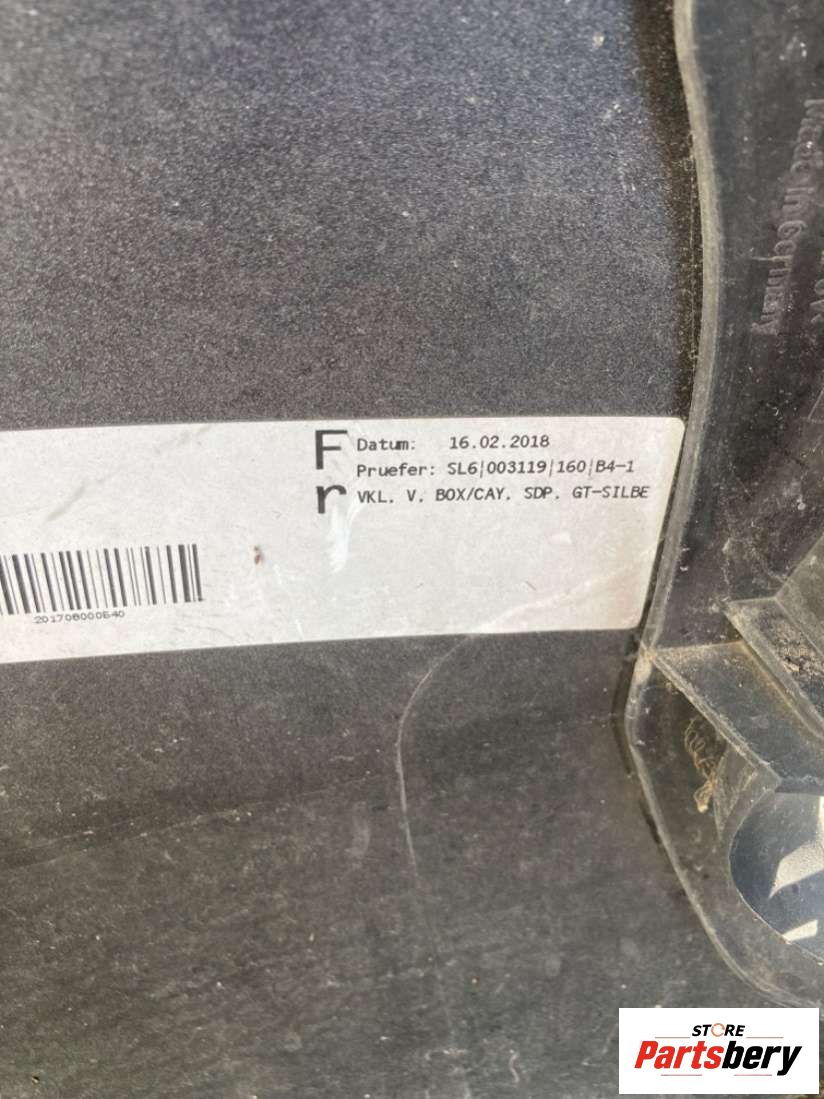 Made in Germany
F
r
Datum: 16.02.2018
Pruefer: SL6|003119|160|B4-1
VKL. V. BOX/CAY. SDP. GT-SILBE
201708000640
STORE
Partsbery